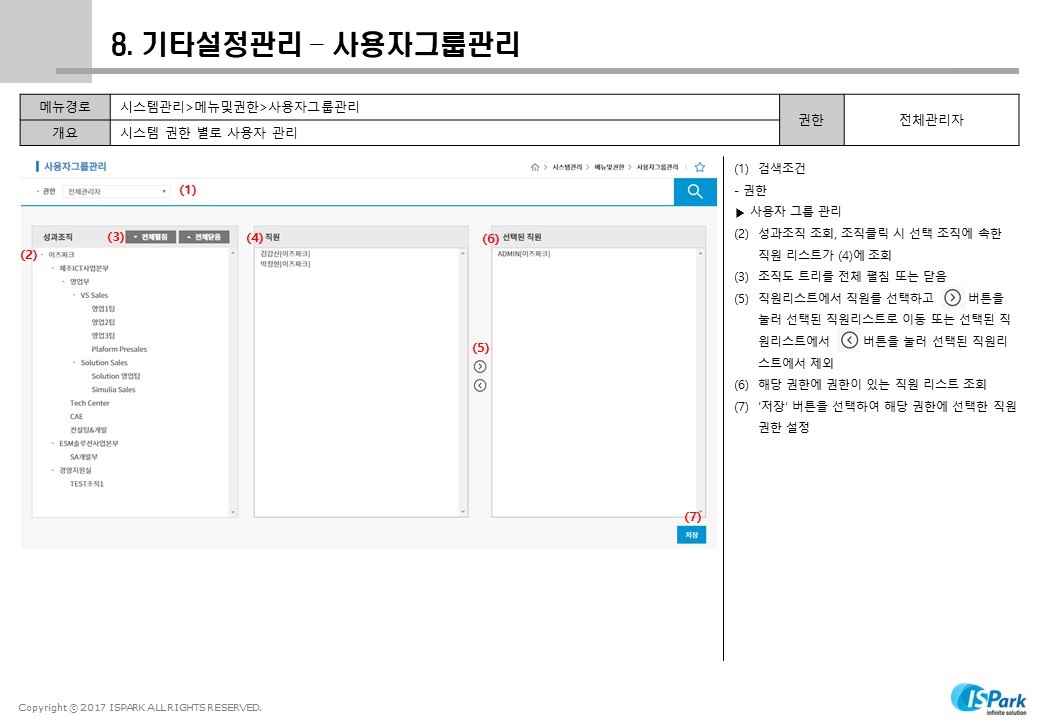 8. 기타설정관리 – 사용자그룹관리
메뉴경로 시스템관리>메뉴및권한>사용자그룹관리
개요 시스템 권한 별로 사용자 관리
권한 전체관리자
사용자그룹관리
시스템관리 > 메뉴및권한 > 사용자그룹관리
· 권한 전체관리자 (1)
성과조직 (3) 전체펼침 전체닫음
(2) - 이즈파크
- 제조ICT사업본부
- 영업부
- VS Sales
영업1팀
영업2팀
영업3팀
Plaform Presales
- Solution Sales
Solution 영업팀
Simulia Sales
Tech Center
CAE
컨설팅&개발
- ESM솔루션사업본부
SA개발부
- 경영지원실
TEST조직1
(4) 직원
김갑산[이즈파크]
박정현[이즈파크]
(5)
(6) 선택된 직원
ADMIN[이즈파크]
(7)
저장
(1) 검색조건
- 권한
▶ 사용자 그룹 관리
(2) 성과조직 조회, 조직클릭 시 선택 조직에 속한
직원 리스트가 (4)에 조회
(3) 조직도 트리를 전체 펼침 또는 닫음
(5) 직원리스트에서 직원를 선택하고 버튼을
눌러 선택된 직원리스트로 이동 또는 선택된 직
원리스트에서 버튼을 눌러 선택된 직원리
스트에서 제외
(6) 해당 권한에 권한이 있는 직원 리스트 조회
(7) ‘저장’ 버튼을 선택하여 해당 권한에 선택한 직원
권한 설정
Copyright ⓒ 2017 ISPARK ALL RIGHTS RESERVED.
ISPark
infinite solution